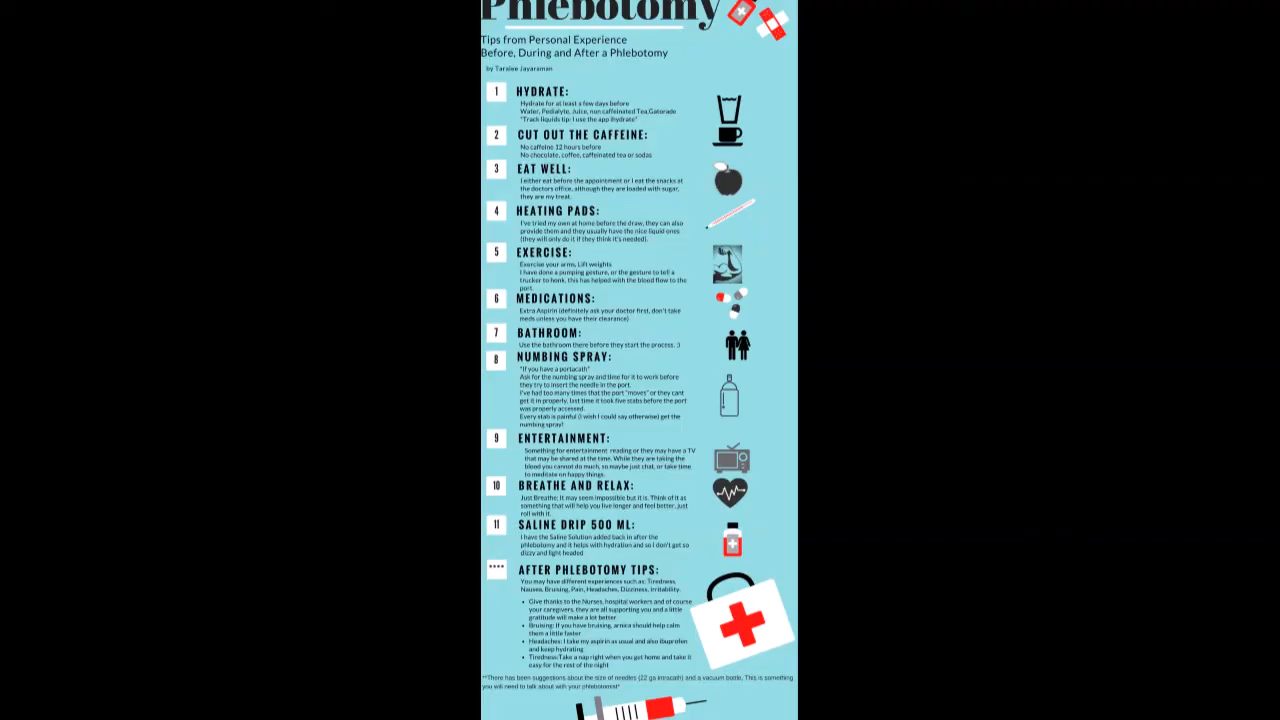 Phlebotomy
Tips from Personal Experience
Before, During and After a Phlebotomy
by Taralee Jayaraman
1
HYDRATE:
Hydrate for at least a few days before
Water, Pedialyte, Juice, non caffeinated Tea,Gatorade
"Track liquids tip: I use the app ihydrate"
2
CUT OUT THE CAFFEINE:
No caffeine 12 hours before
No chocolate, coffee, caffeinated tea or sodas
3
EAT WELL:
I either eat before the appointment or I eat the snacks at
the doctors office, although they are loaded with sugar,
they are my treat.
4
HEATING PADS:
I've tried my own at home before the draw, they can also
provide them and they usually have the nice liquid ones
(they will only do it if they think it's needed).
5
EXERCISE:
Exercise your arms, Lift weights
I have done a pumping gesture, or the gesture to tell a
trucker to honk, this has helped with the blood flow to the
port.
6
MEDICATIONS:
Extra Aspirin (definitely ask your doctor first, don't take
meds unless you have their clearance)
7
BATHROOM:
Use the bathroom there before they start the process. :)
8
NUMBING SPRAY:
*If you have a portacath*
Ask for the numbing spray and time for it to work before
they try to insert the needle in the port.
I've had too many times that the port "moves" or they cant
get it in properly, last time it took five stabs before the port
was properly accessed.
Every stab is painful (I wish I could say otherwise) get the
numbing spray!
9
ENTERTAINMENT:
Something for entertainment reading or they may have a TV
that may be shared at the time. While they are taking the
blood you cannot do much, so maybe just chat, or take time
to meditate on happy things.
10
BREATHE AND RELAX:
Just Breathe: It may seem impossible but it is. Think of it as
something that will help you live longer and feel better, just
roll with it.
11
SALINE DRIP 500 ML:
I have the Saline Solution added back in after the
phlebotomy and it helps with hydration and so I don't get so
dizzy and light headed
****
AFTER PHLEBOTOMY TIPS:
You may have different experiences such as: Tiredness,
Nausea, Bruising, Pain, Headaches, Dizziness, Irritability.
• Give thanks to the Nurses, hospital workers and of course
your caregivers, they are all supporting you and a little
gratitude will make a lot better
• Bruising: If you have bruising, arnica should help calm
them a little faster
• Headaches: I take my aspirin as usual and also ibuprofen
and keep hydrating
• Tiredness:Take a nap right when you get home and take it
easy for the rest of the night
**There has been suggestions about the size of needles (22 ga intracath) and a vacuum bottle, This is something
you will need to talk about with your phlebotomist*